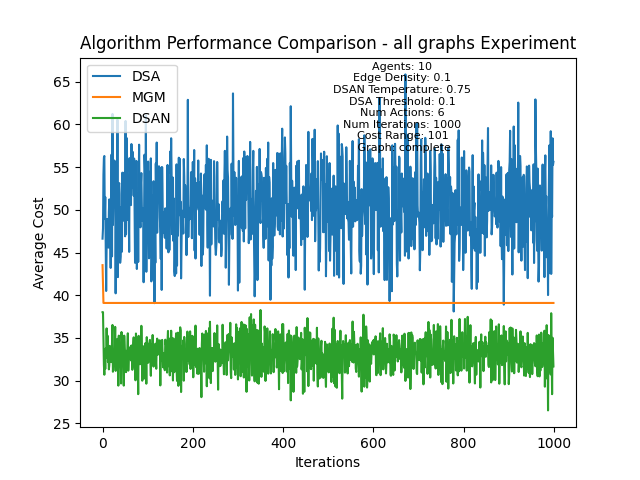 Algorithm Performance Comparison - all graphs Experiment
DSA
MGM
DSAN
Agents: 10
Edge Density: 0.1
DSAN Temperature: 0.75
DSA Threshold: 0.1
Num Actions: 6
Num Iterations: 1000
Cost Range: 101
Graph: complete
Average Cost
65
60
55
50
45
40
35
30
25
0
200
400
600
800
1000
Iterations